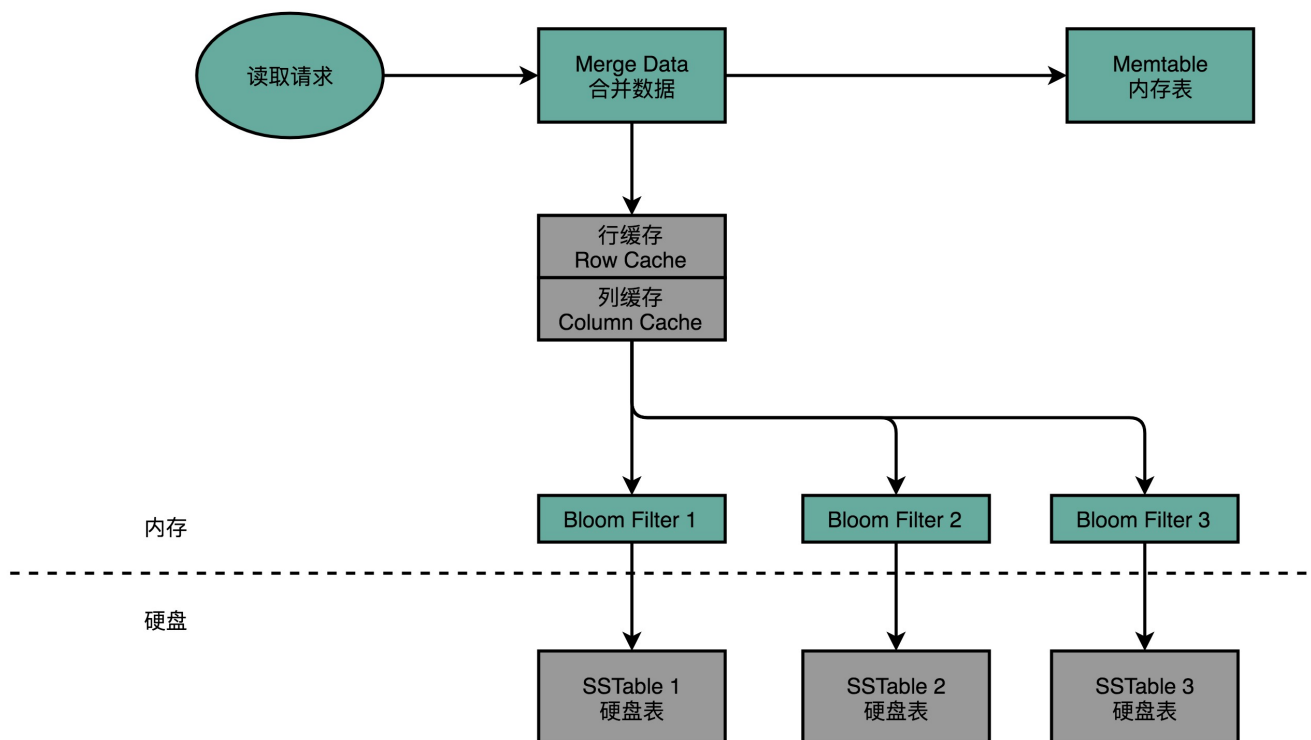 读取请求
Merge Data
合并数据
Memtable
内存表
行缓存
Row Cache
列缓存
Column Cache
Bloom Filter 1
Bloom Filter 2
Bloom Filter 3
内存
硬盘
SSTable 1
硬盘表
SSTable 2
硬盘表
SSTable 3
硬盘表